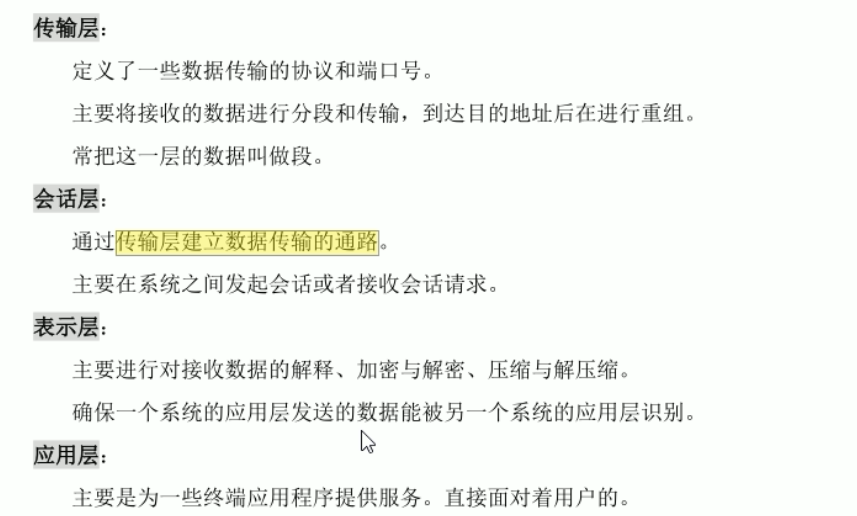 传输层：
定义了一些数据传输的协议和端口号。
主要将接收的数据进行分段和传输，到达目的地址后在进行重组。
常把这一层的数据叫做段。
会话层：
通过传输层建立数据传输的通路。
主要在系统之间发起会话或者接收会话请求。
表示层：
主要进行对接收数据的解释、加密与解密、压缩与解压缩。
确保一个系统的应用层发送的数据能被另一个系统的应用层识别。
应用层：
主要是为一些终端应用程序提供服务。直接面对着用户的。